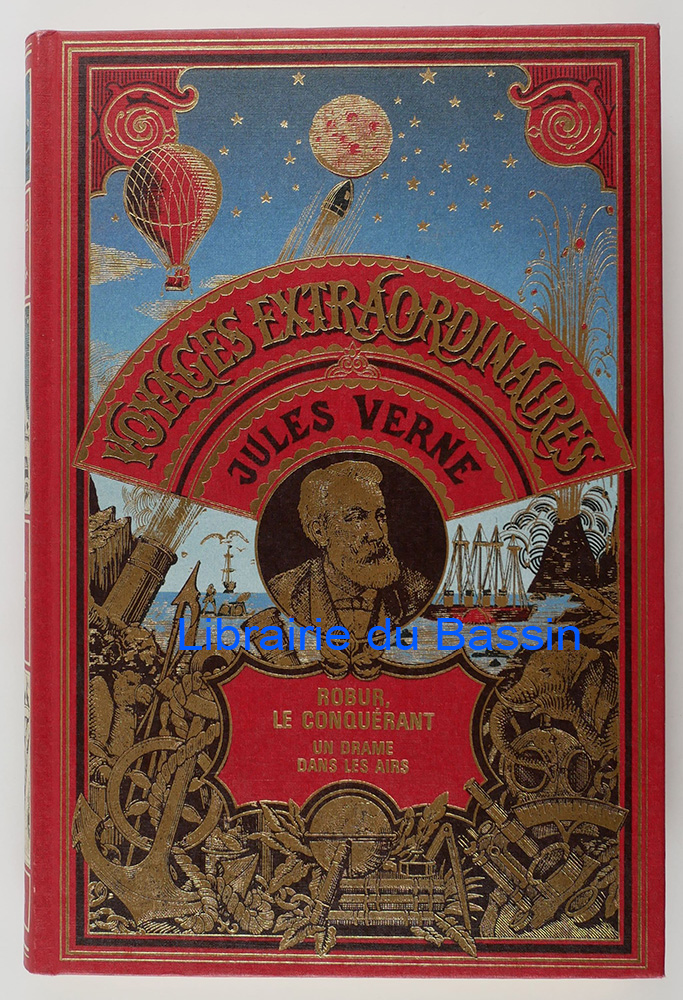 VOYAGES EXTRAORDINAIRES
JULES VERNE
Librairie du Bassin
ROBUR,
LE CONQUÉRANT
UN DRAME
DANS LES AIRS